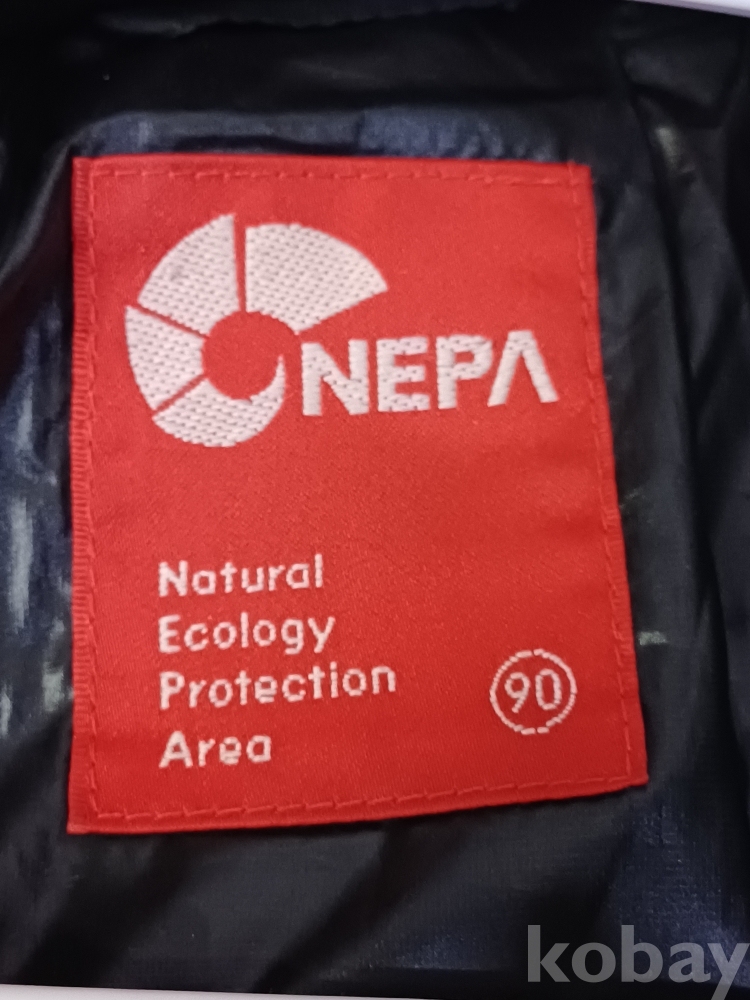 NEPA
Natural
Ecology
Protection
Area
90
kobay